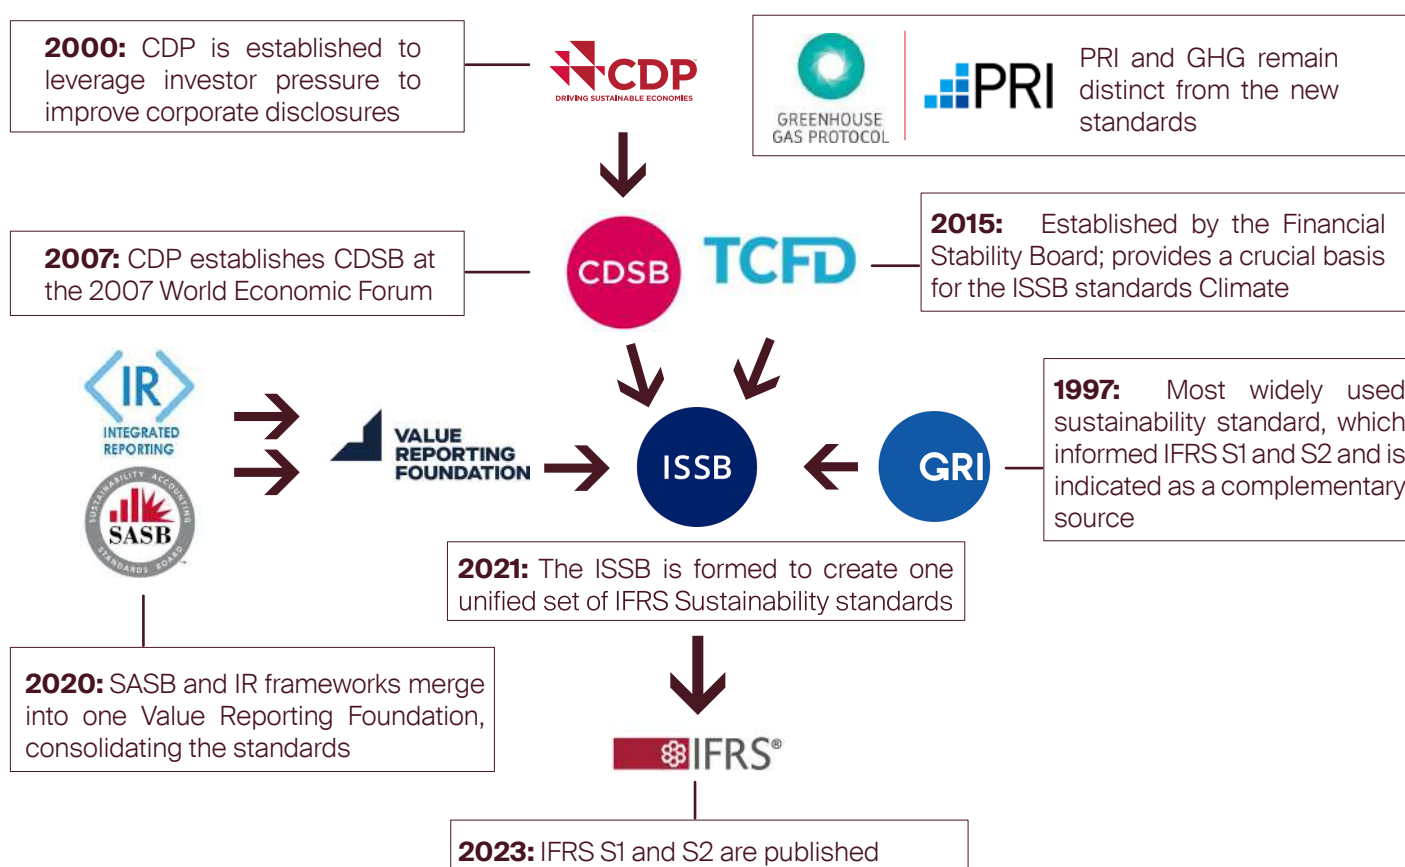 2000: CDP is established to
leverage investor pressure to
improve corporate disclosures
CDP
DRIVING SUSTAINABLE ECONOMIES
GREENHOUSE
GAS PROTOCOL
PRI
PRI and GHG remain
distinct from the new
standards
2007: CDP establishes CDSB at
the 2007 World Economic Forum
CDSB
TCFD
2015: Established by the Financial
Stability Board; provides a crucial basis
for the ISSB standards Climate
<IR>
INTEGRATED
REPORTING
SUSTAINABILITY ACCOUNTING
SASB
STANDARDS BOARD
VALUE
REPORTING
FOUNDATION
ISSB
GRI
1997: Most widely used
sustainability standard, which
informed IFRS S1 and S2 and is
indicated as a complementary
source
2021: The ISSB is formed to create one
unified set of IFRS Sustainability standards
2020: SASB and IR frameworks merge
into one Value Reporting Foundation,
consolidating the standards
IFRS®
2023: IFRS S1 and S2 are published